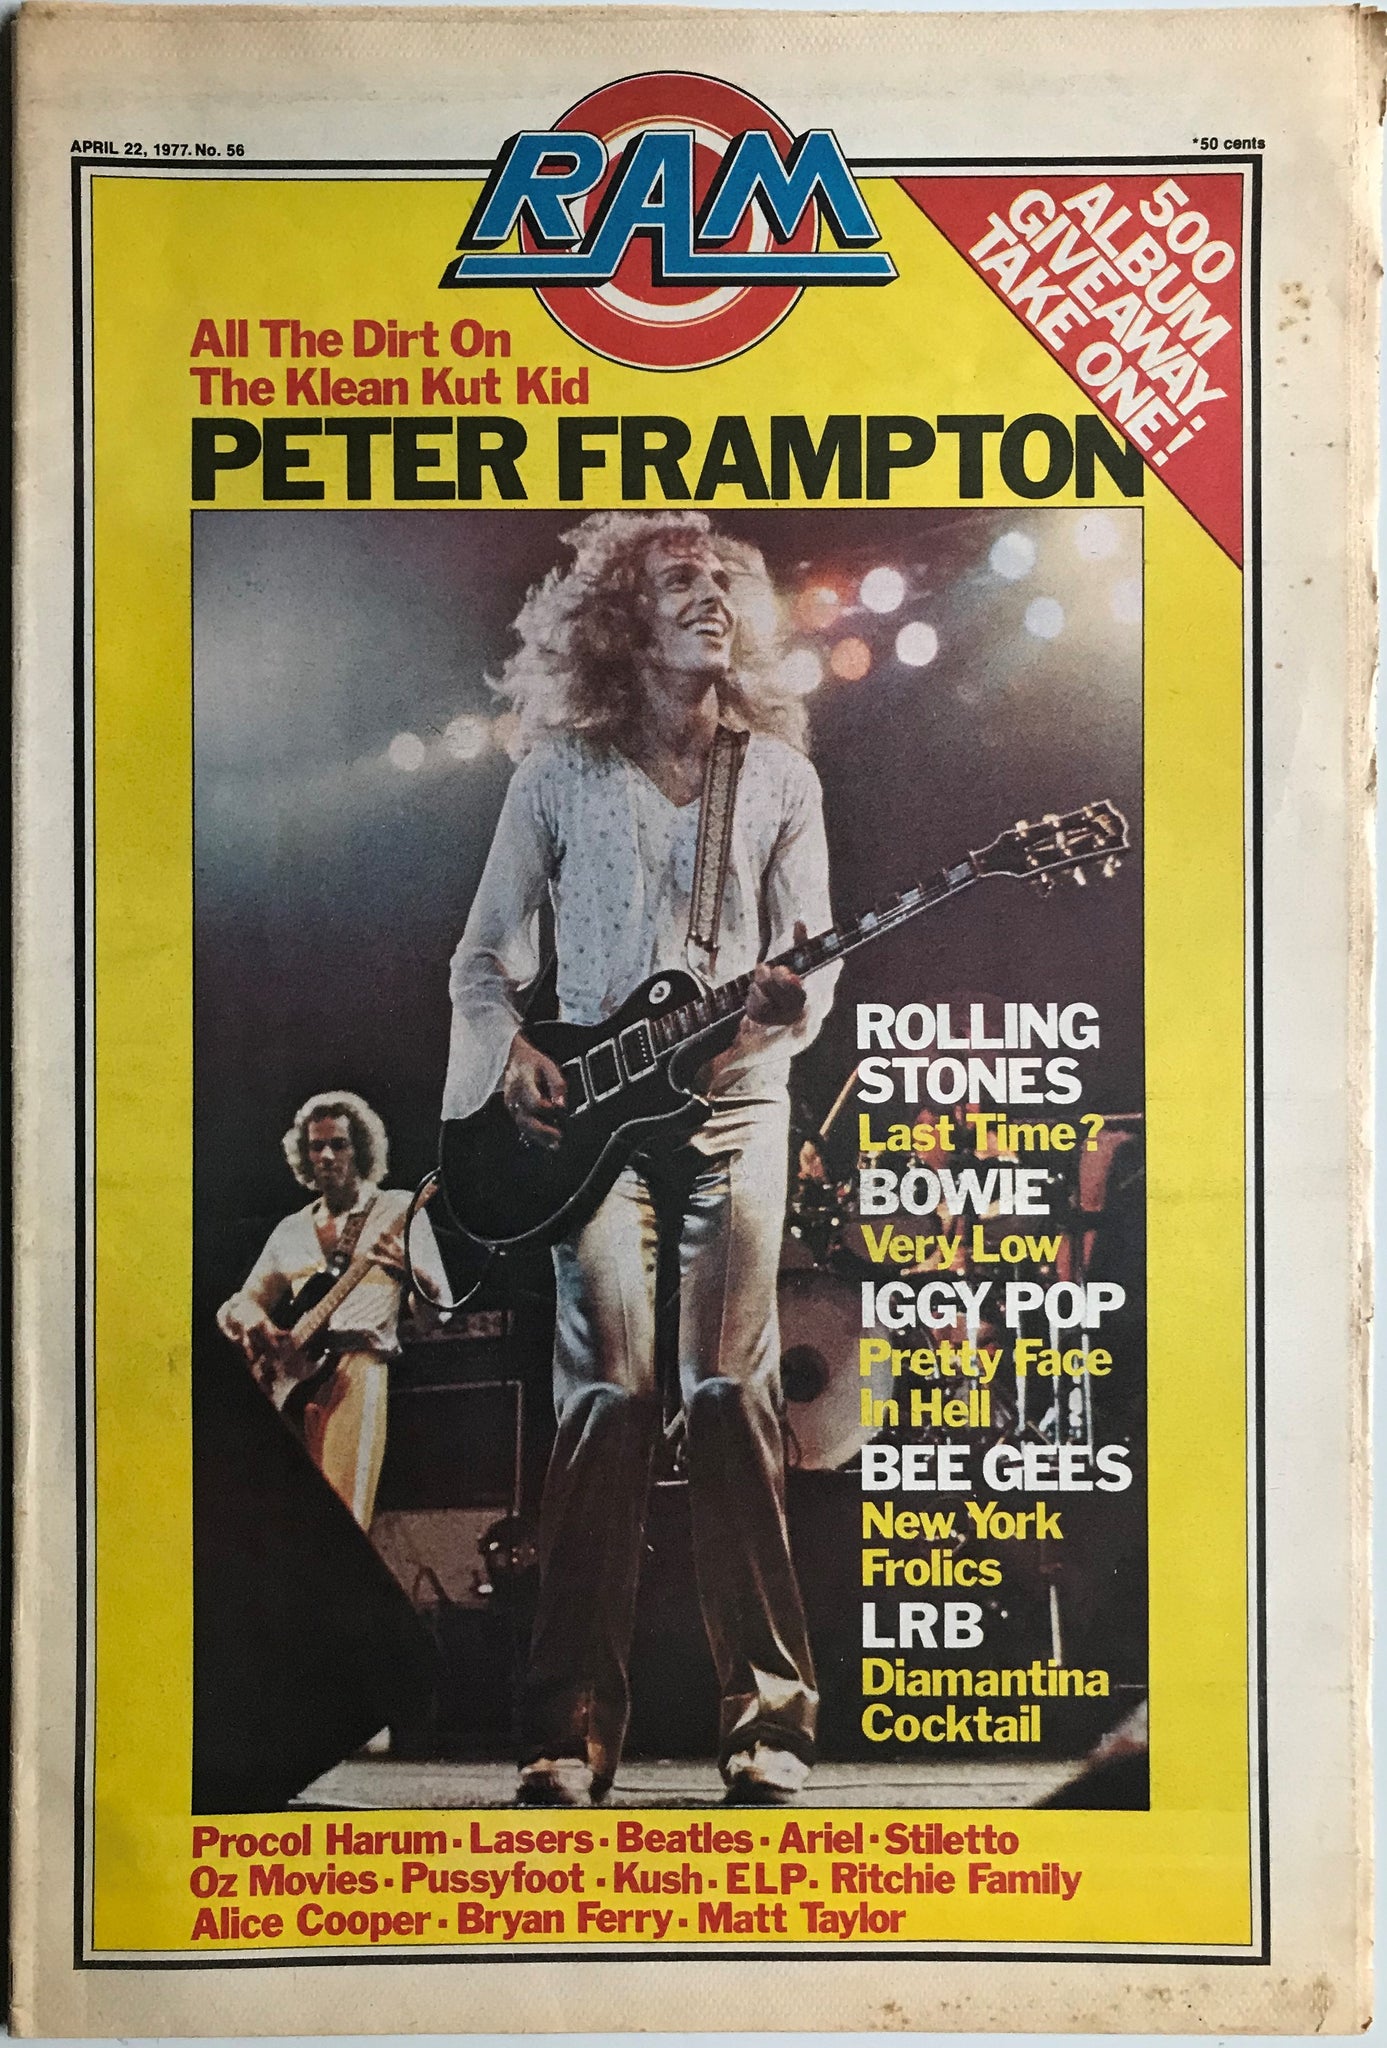 APRIL 22, 1977. No. 56
*50 cents
RAM
500
ALBUM
GIVEAWAY.
TAKE ONE!
All The Dirt On
The Klean Kut Kid
PETER FRAMPTON
ROLLING
STONES
Last Time?
BOWIE
Very Low
IGGY POP
Pretty Face
In Hell
BEE GEES
New York
Frolics
LRB
Diamantina
Cocktail
Procol Harum · Lasers · Beatles · Ariel · Stiletto
Oz Movies · Pussyfoot · Kush · ELP · Ritchie Family
Alice Cooper · Bryan Ferry · Matt Taylor